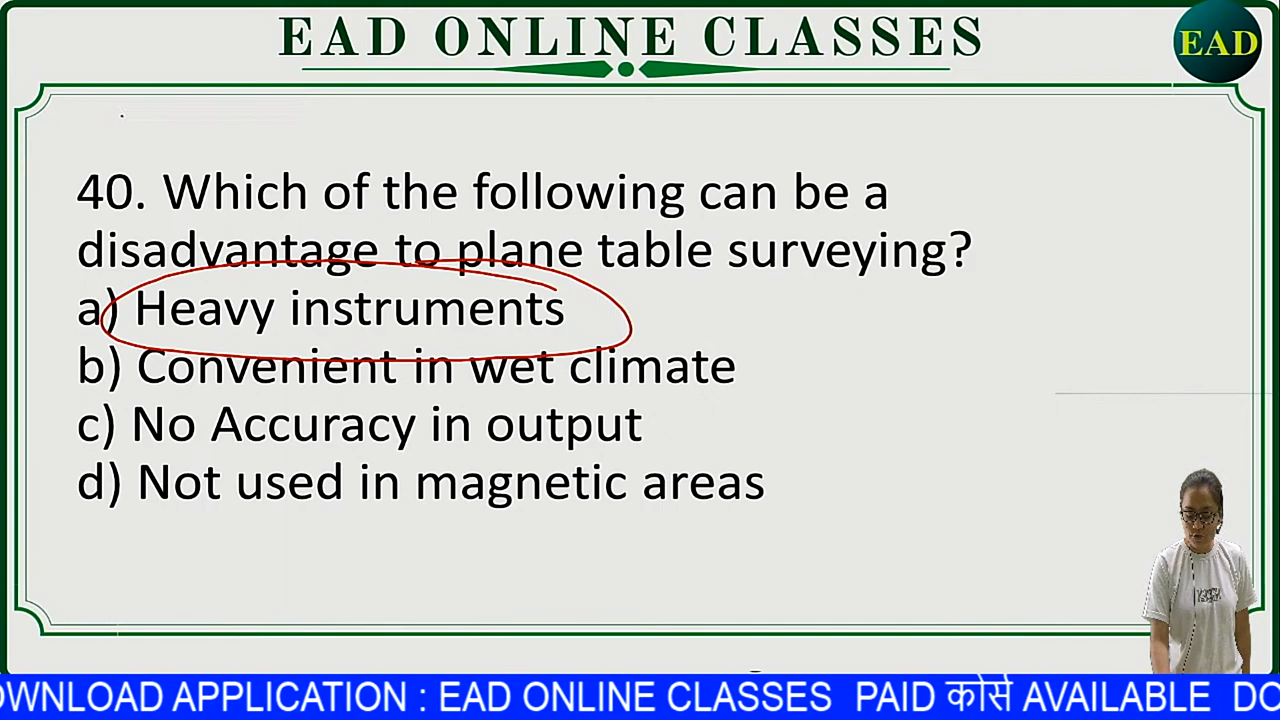 EAD ONLINE CLASSES
EAD
40. Which of the following can be a
disadvantage to plane table surveying?
a) Heavy instruments
b) Convenient in wet climate
c) No Accuracy in output
d) Not used in magnetic areas
OWNLOAD APPLICATION : EAD ONLINE CLASSES PAID कोर्स AVAILABLE DO